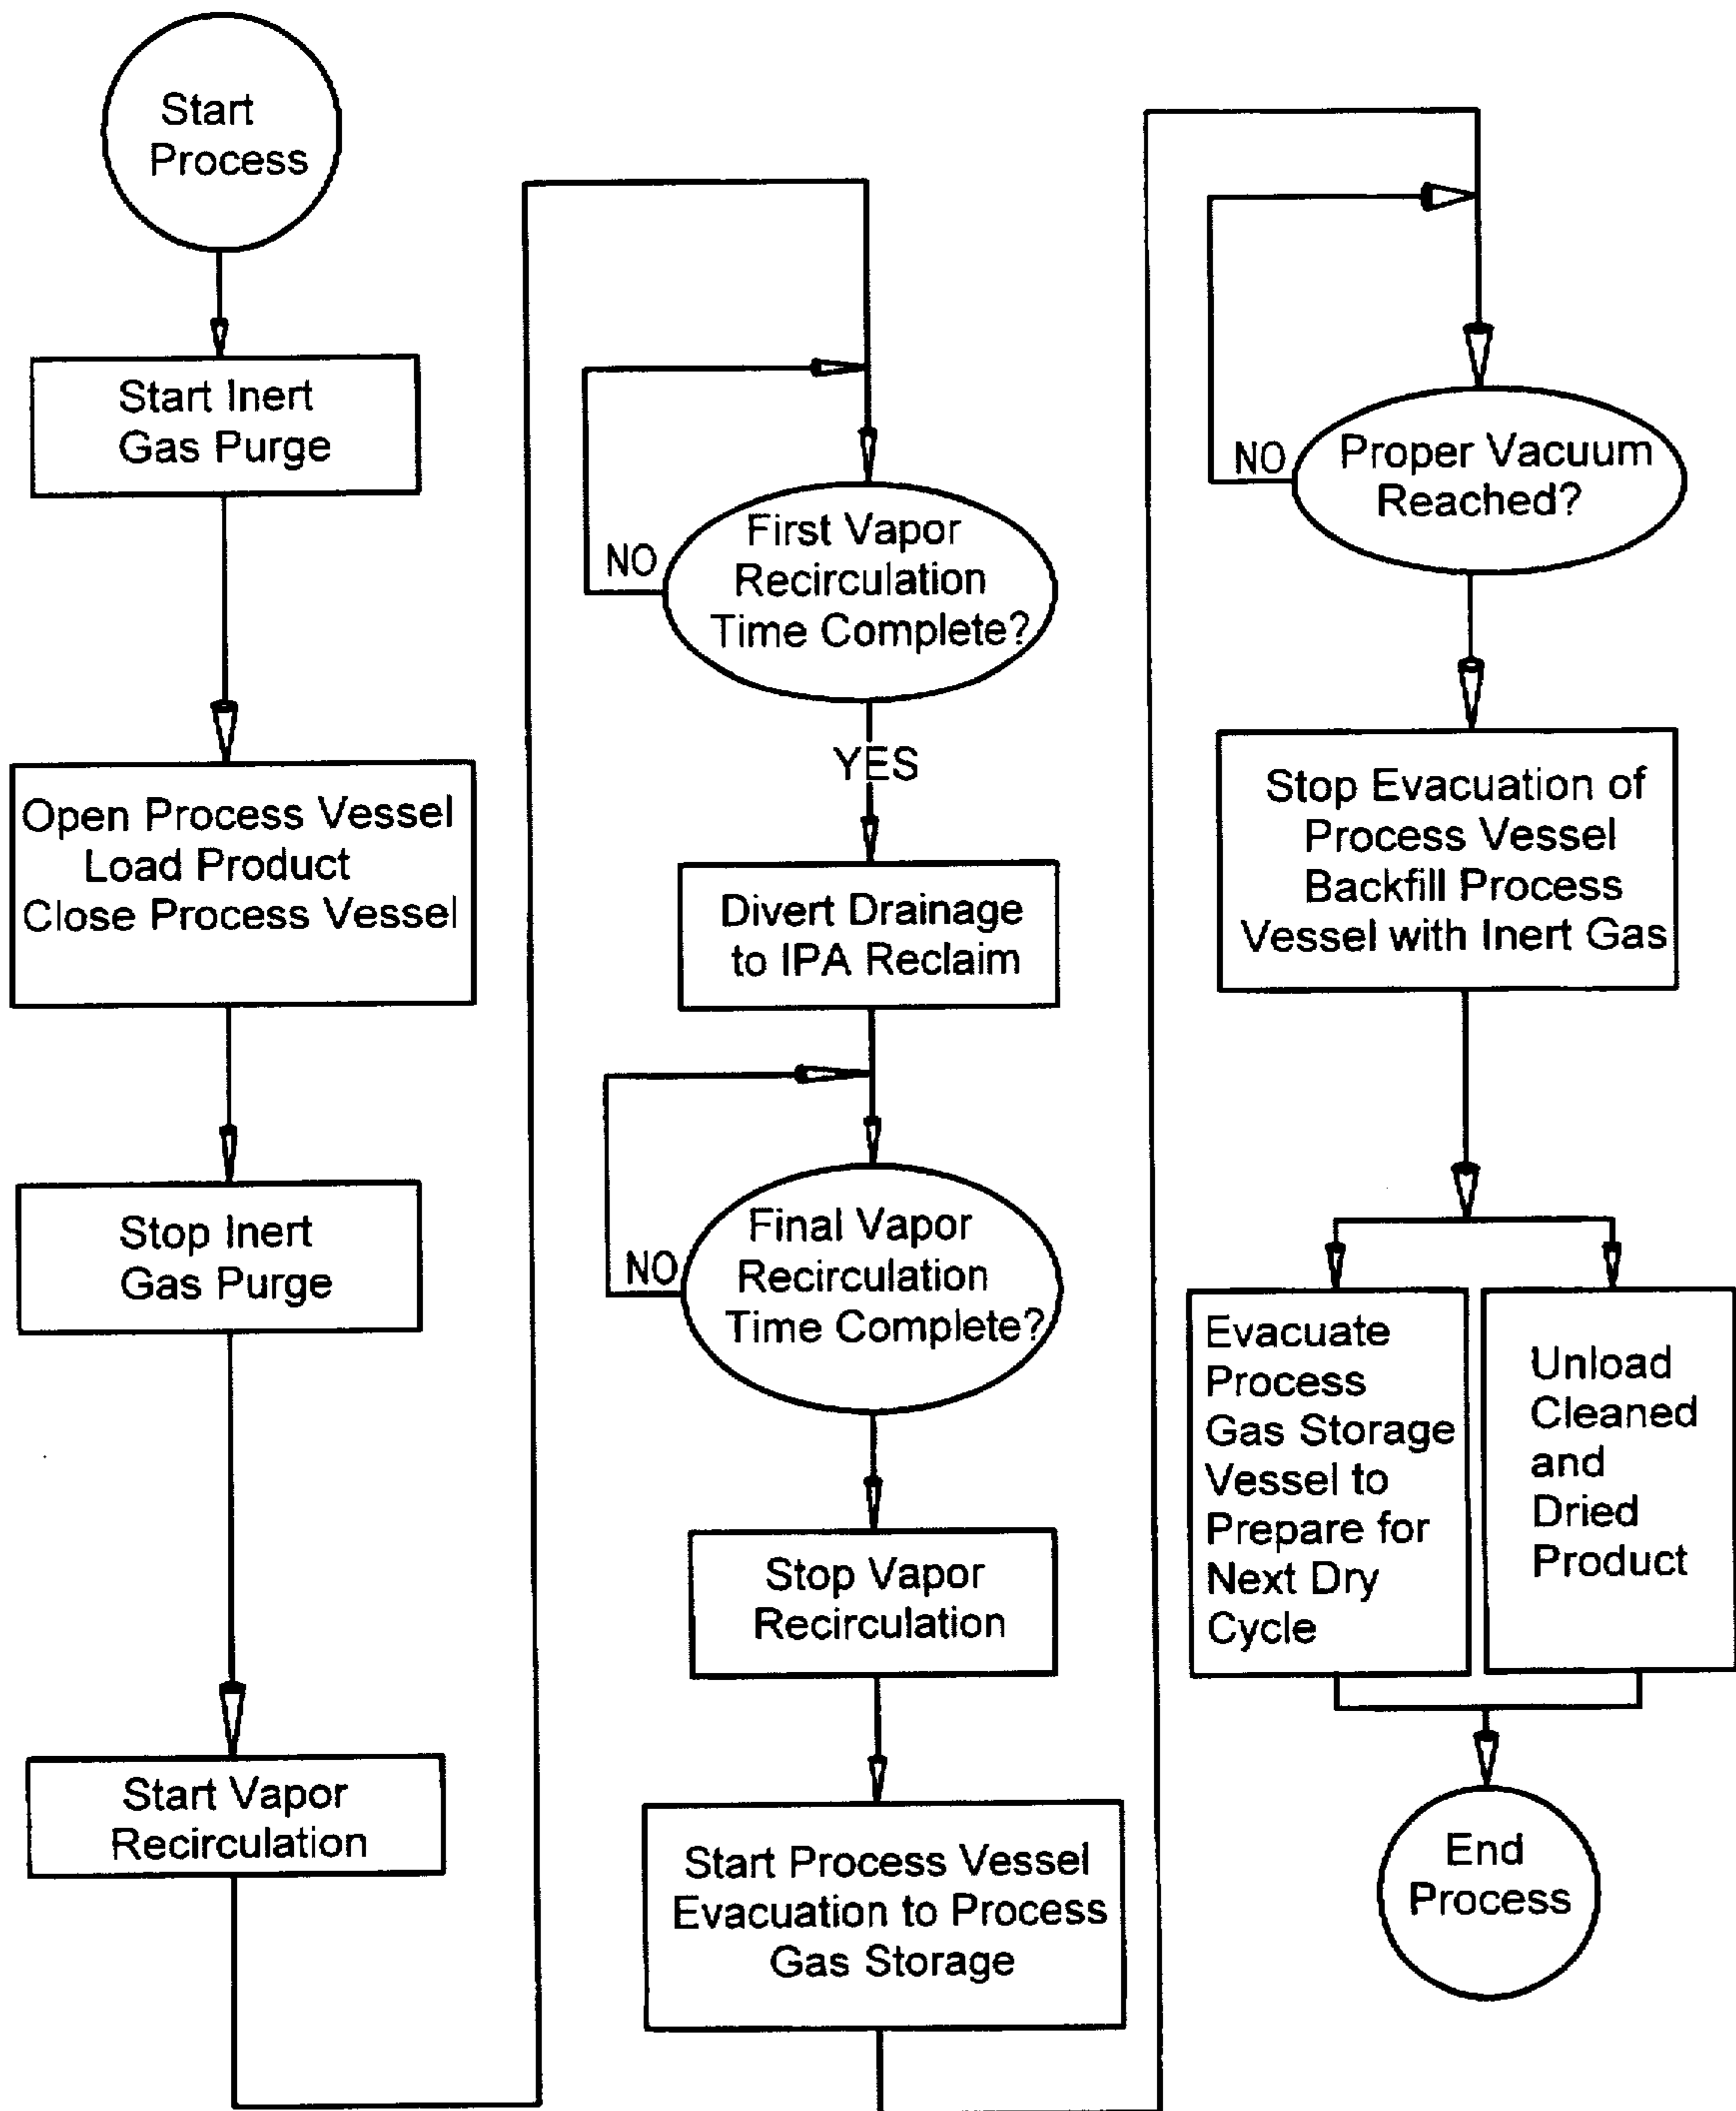 Start
Process
Start Inert
Gas Purge
Open Process Vessel
Load Product
Close Process Vessel
Stop Inert
Gas Purge
Start Vapor
Recirculation
First Vapor
Recirculation
Time Complete?
NO
YES
Divert Drainage
to IPA Reclaim
Final Vapor
Recirculation
Time Complete?
NO
Stop Vapor
Recirculation
Start Process Vessel
Evacuation to Process
Gas Storage
Proper Vacuum
Reached?
NO
Stop Evacuation of
Process Vessel
Backfill Process
Vessel with Inert Gas
Evacuate
Process
Gas Storage
Vessel to
Prepare for
Next Dry
Cycle
Unload
Cleaned
and
Dried
Product
End
Process